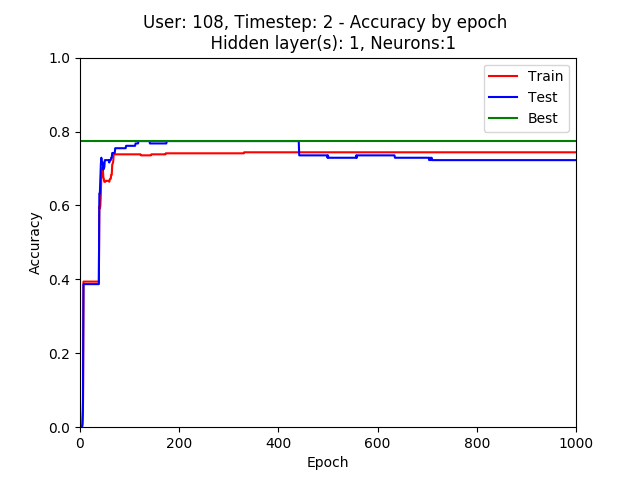 User: 108, Timestep: 2 - Accuracy by epoch
Hidden layer(s): 1, Neurons:1
1.0
0.8
0.6
0.4
0.2
0.0
Accuracy
Train
Test
Best
0
200
400
600
800
1000
Epoch